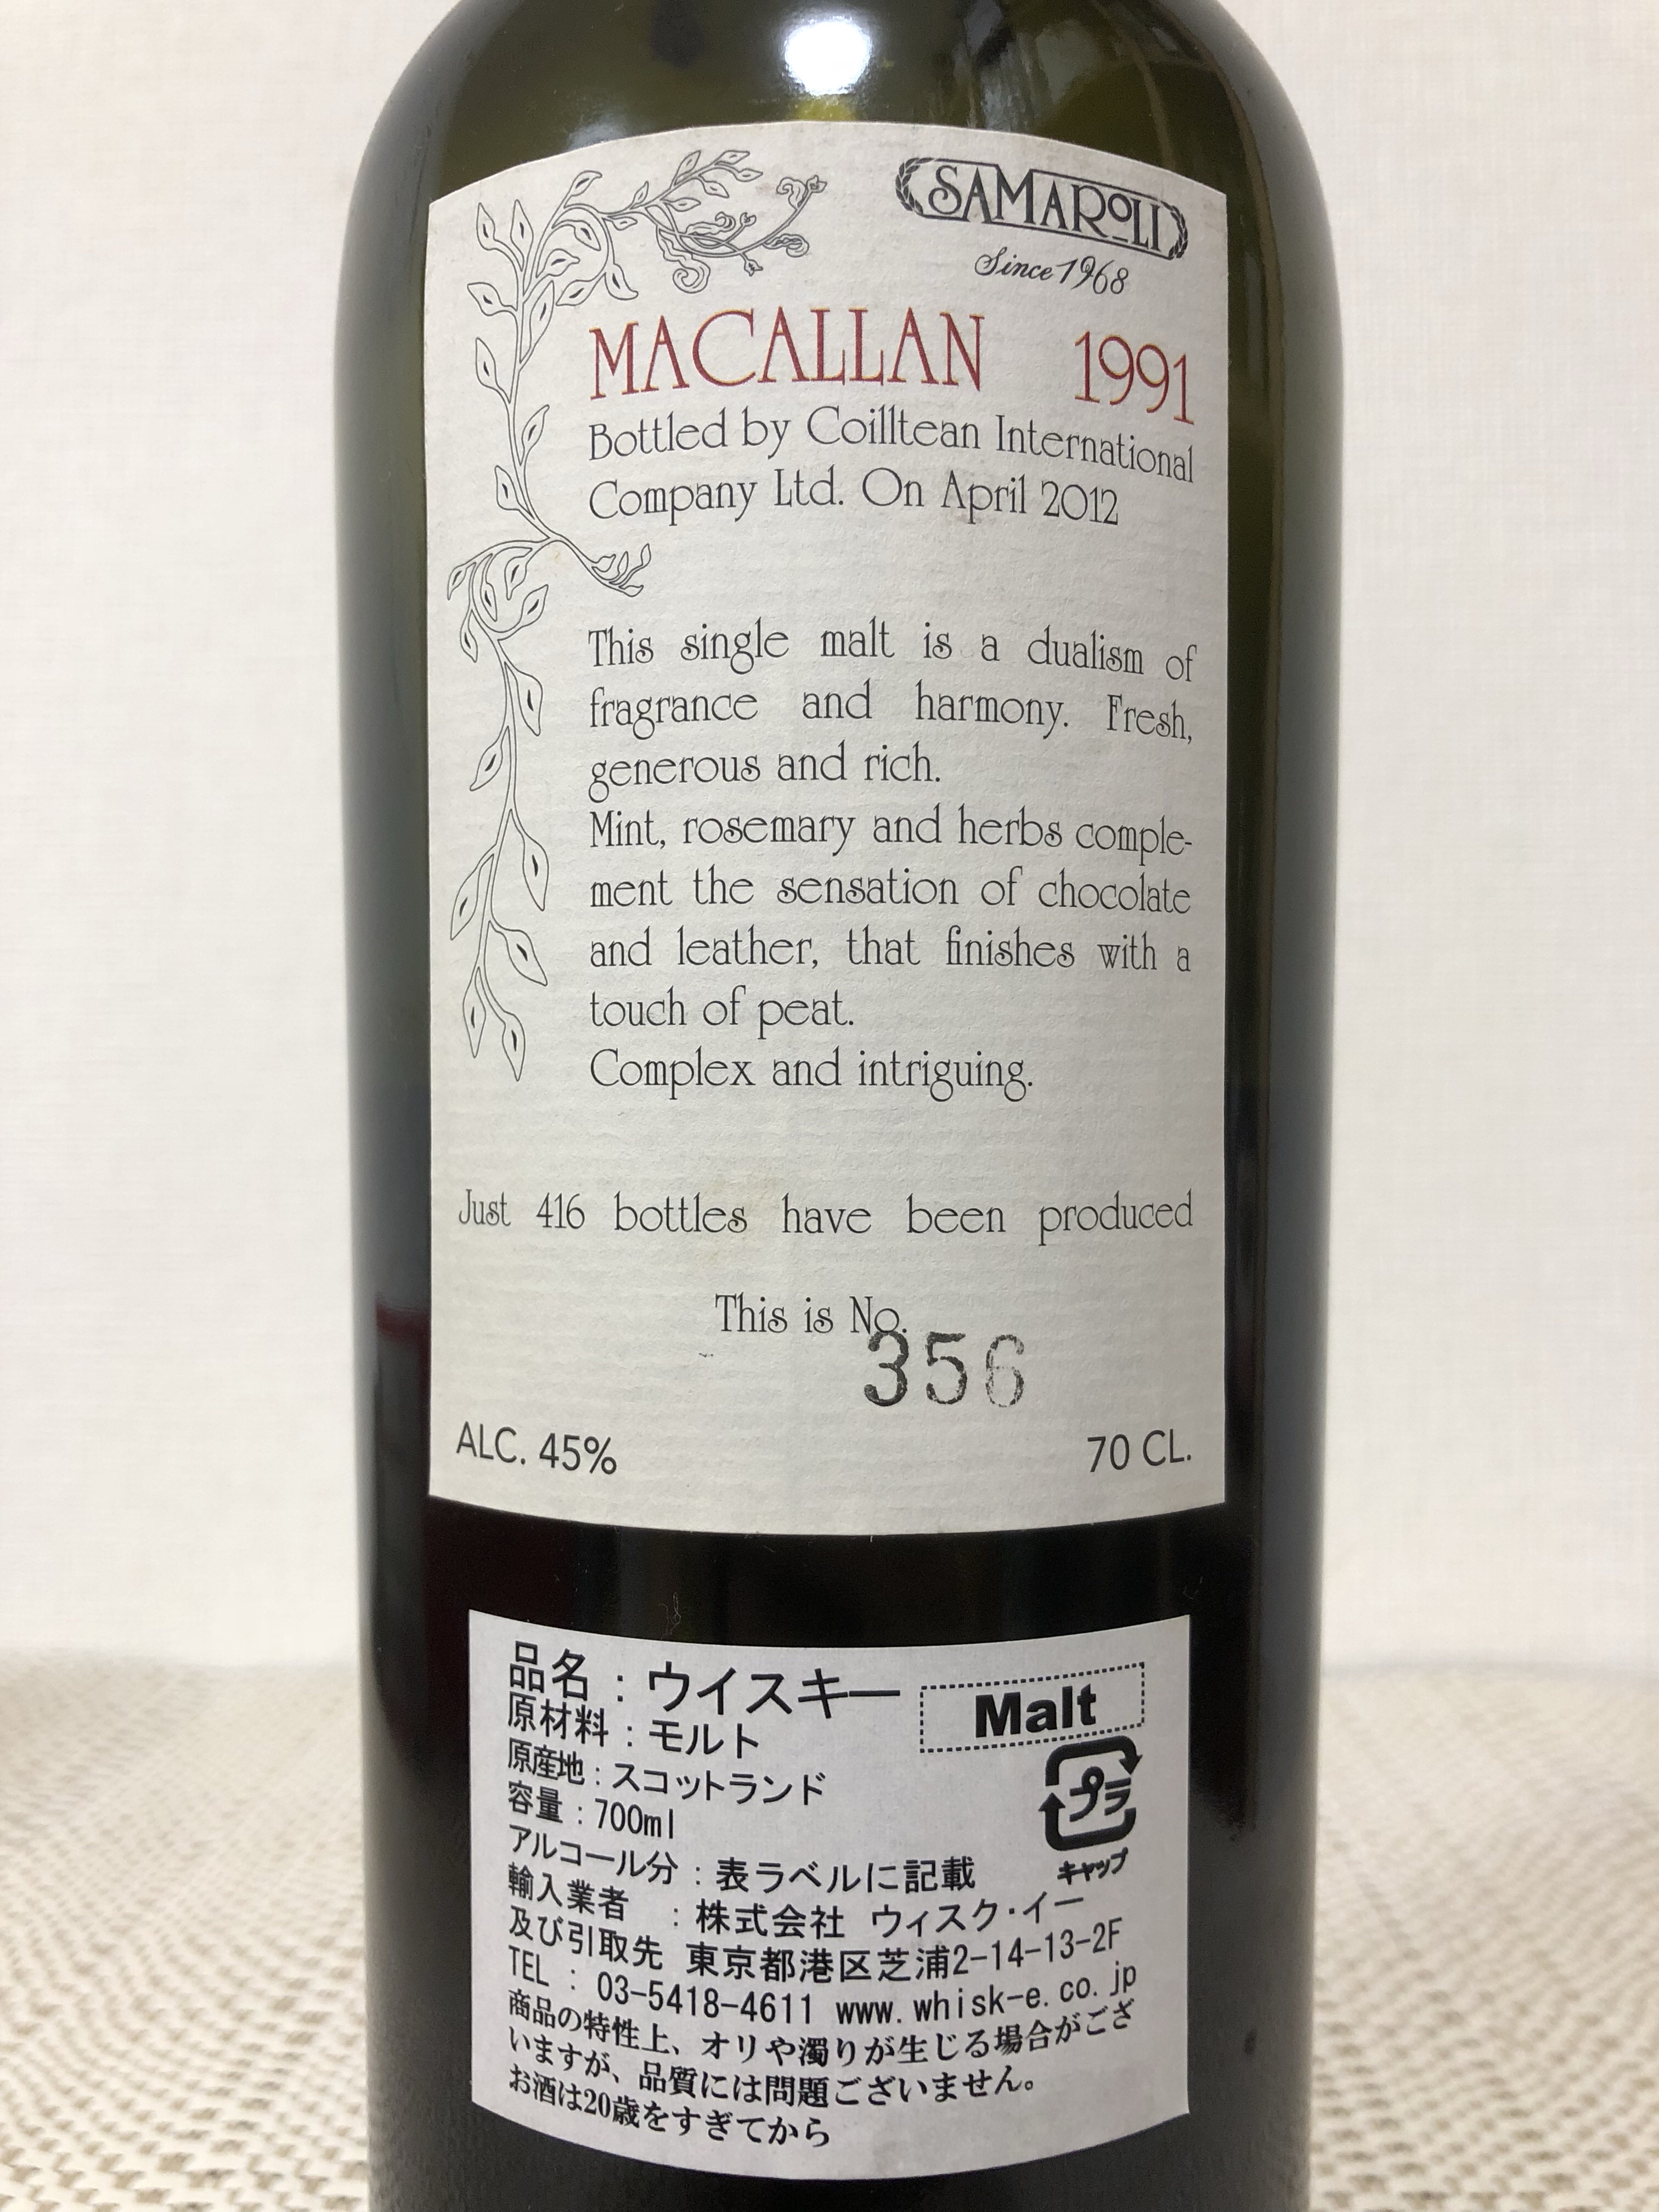 SAMAROLI
Since 1968
MACALLAN 1991
Bottled by Coilltean International
Company Ltd. On April 2012
This single malt is a dualism of
fragrance and harmony. Fresh,
generous and rich.
Mint, rosemary and herbs comple-
ment the sensation of chocolate
and leather, that finishes with a
touch of peat.
Complex and intriguing.
Just 416 bottles have been produced
This is No.
356
ALC. 45% 70 CL.
品名：ウイスキー
Malt
原材料：モルト
原産地：スコットランド
プラ
容量：700ml
キャップ
アルコール分：表ラベルに記載
輸入業者　：株式会社 ウィスク・イー
及び引取先 東京都港区芝浦2-14-13-2F
TEL : 03-5418-4611 www.whisk-e.co.jp
商品の特性上、オリや濁りが生じる場合がござ
いますが、品質には問題ございません。
お酒は20歳をすぎてから